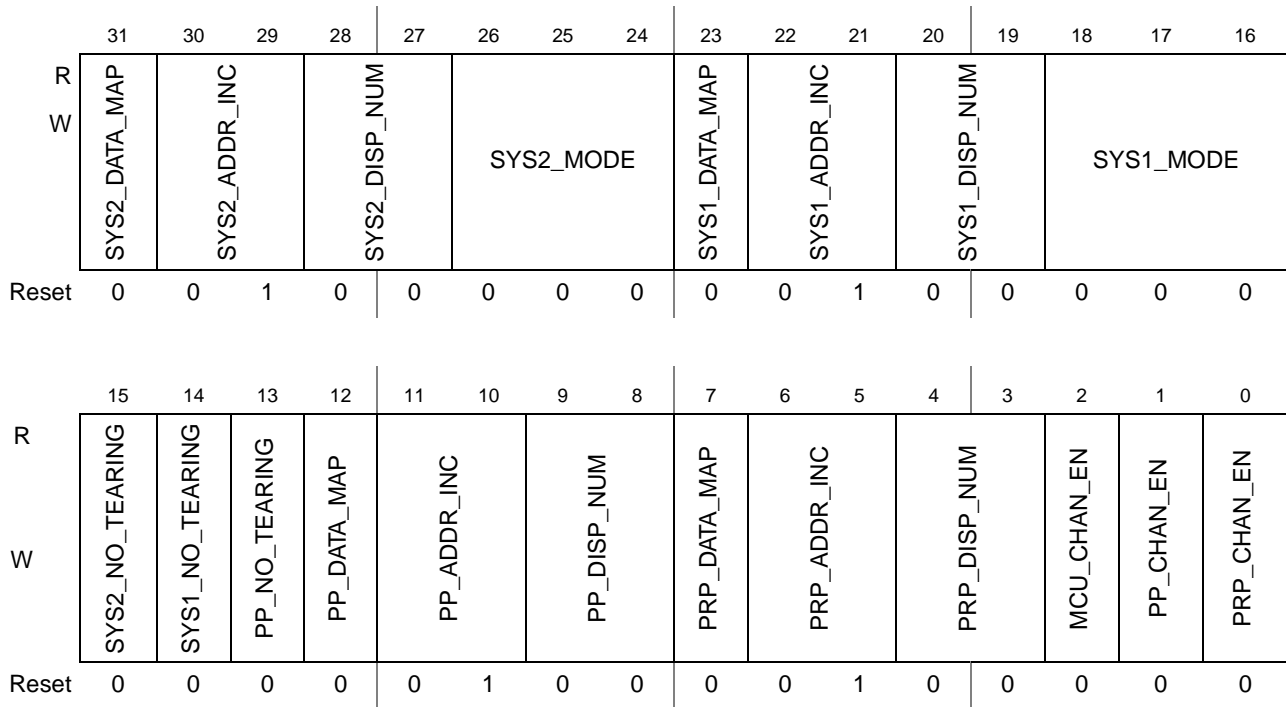 31 30 29 28 27 26 25 24 23 22 21 20 19 18 17 16
R
W
SYS2_DATA_MAP
SYS2_ADDR_INC
SYS2_DISP_NUM
SYS2_MODE
SYS1_DATA_MAP
SYS1_ADDR_INC
SYS1_DISP_NUM
SYS1_MODE
Reset 0 0 1 0 0 0 0 0 0 0 1 0 0 0 0 0
15 14 13 12 11 10 9 8 7 6 5 4 3 2 1 0
R
W
SYS2_NO_TEARING
SYS1_NO_TEARING
PP_NO_TEARING
PP_DATA_MAP
PP_ADDR_INC
PP_DISP_NUM
PRP_DATA_MAP
PRP_ADDR_INC
PRP_DISP_NUM
MCU_CHAN_EN
PP_CHAN_EN
PRP_CHAN_EN
Reset 0 0 0 0 0 1 0 0 0 0 1 0 0 0 0 0